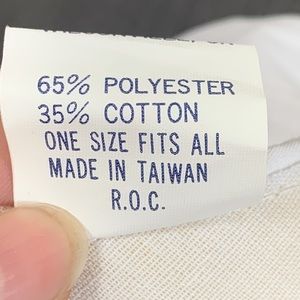 65% POLYESTER
35% COTTON
ONE SIZE FITS ALL
MADE IN TAIWAN
R.O.C.